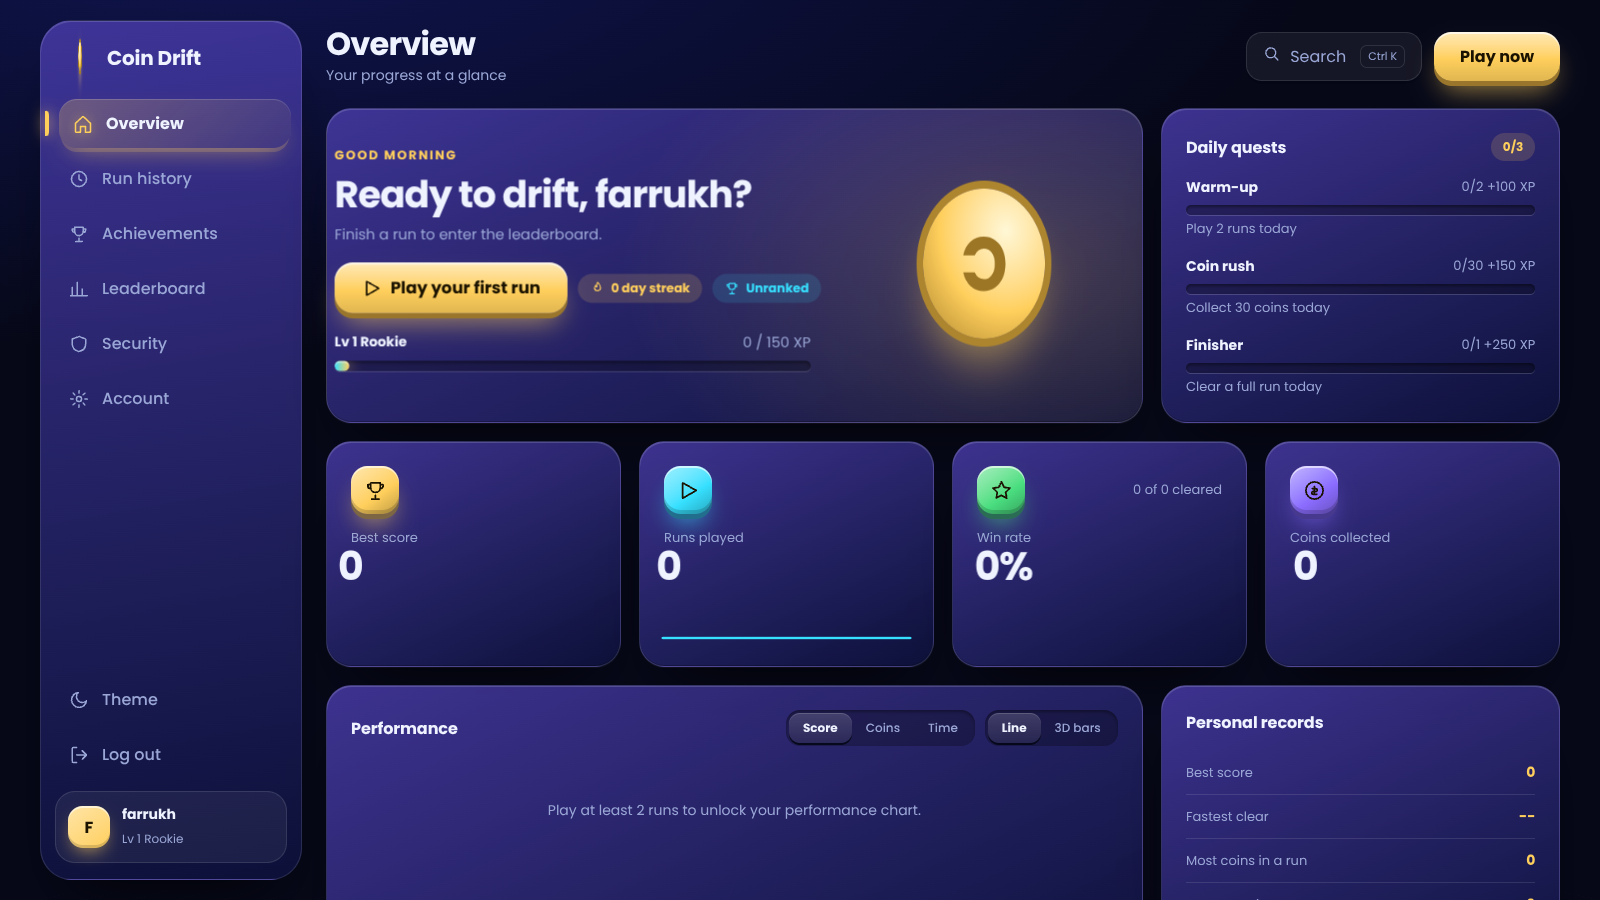 Coin Drift
Overview
Run history
Achievements
Leaderboard
Security
Account
Theme
Log out
F
farrukh
Lv 1 Rookie
Overview
Your progress at a glance
Search
Ctrl K
Play now
GOOD MORNING
Ready to drift, farrukh?
Finish a run to enter the leaderboard.
Play your first run
0 day streak
Unranked
Lv 1 Rookie
0 / 150 XP
Daily quests
0/3
Warm-up
0/2 +100 XP
Play 2 runs today
Coin rush
0/30 +150 XP
Collect 30 coins today
Finisher
0/1 +250 XP
Clear a full run today
Best score
0
Runs played
0
0 of 0 cleared
Win rate
0%
Coins collected
0
Performance
Score
Coins
Time
Line
3D bars
Play at least 2 runs to unlock your performance chart.
Personal records
Best score
0
Fastest clear
--
Most coins in a run
0